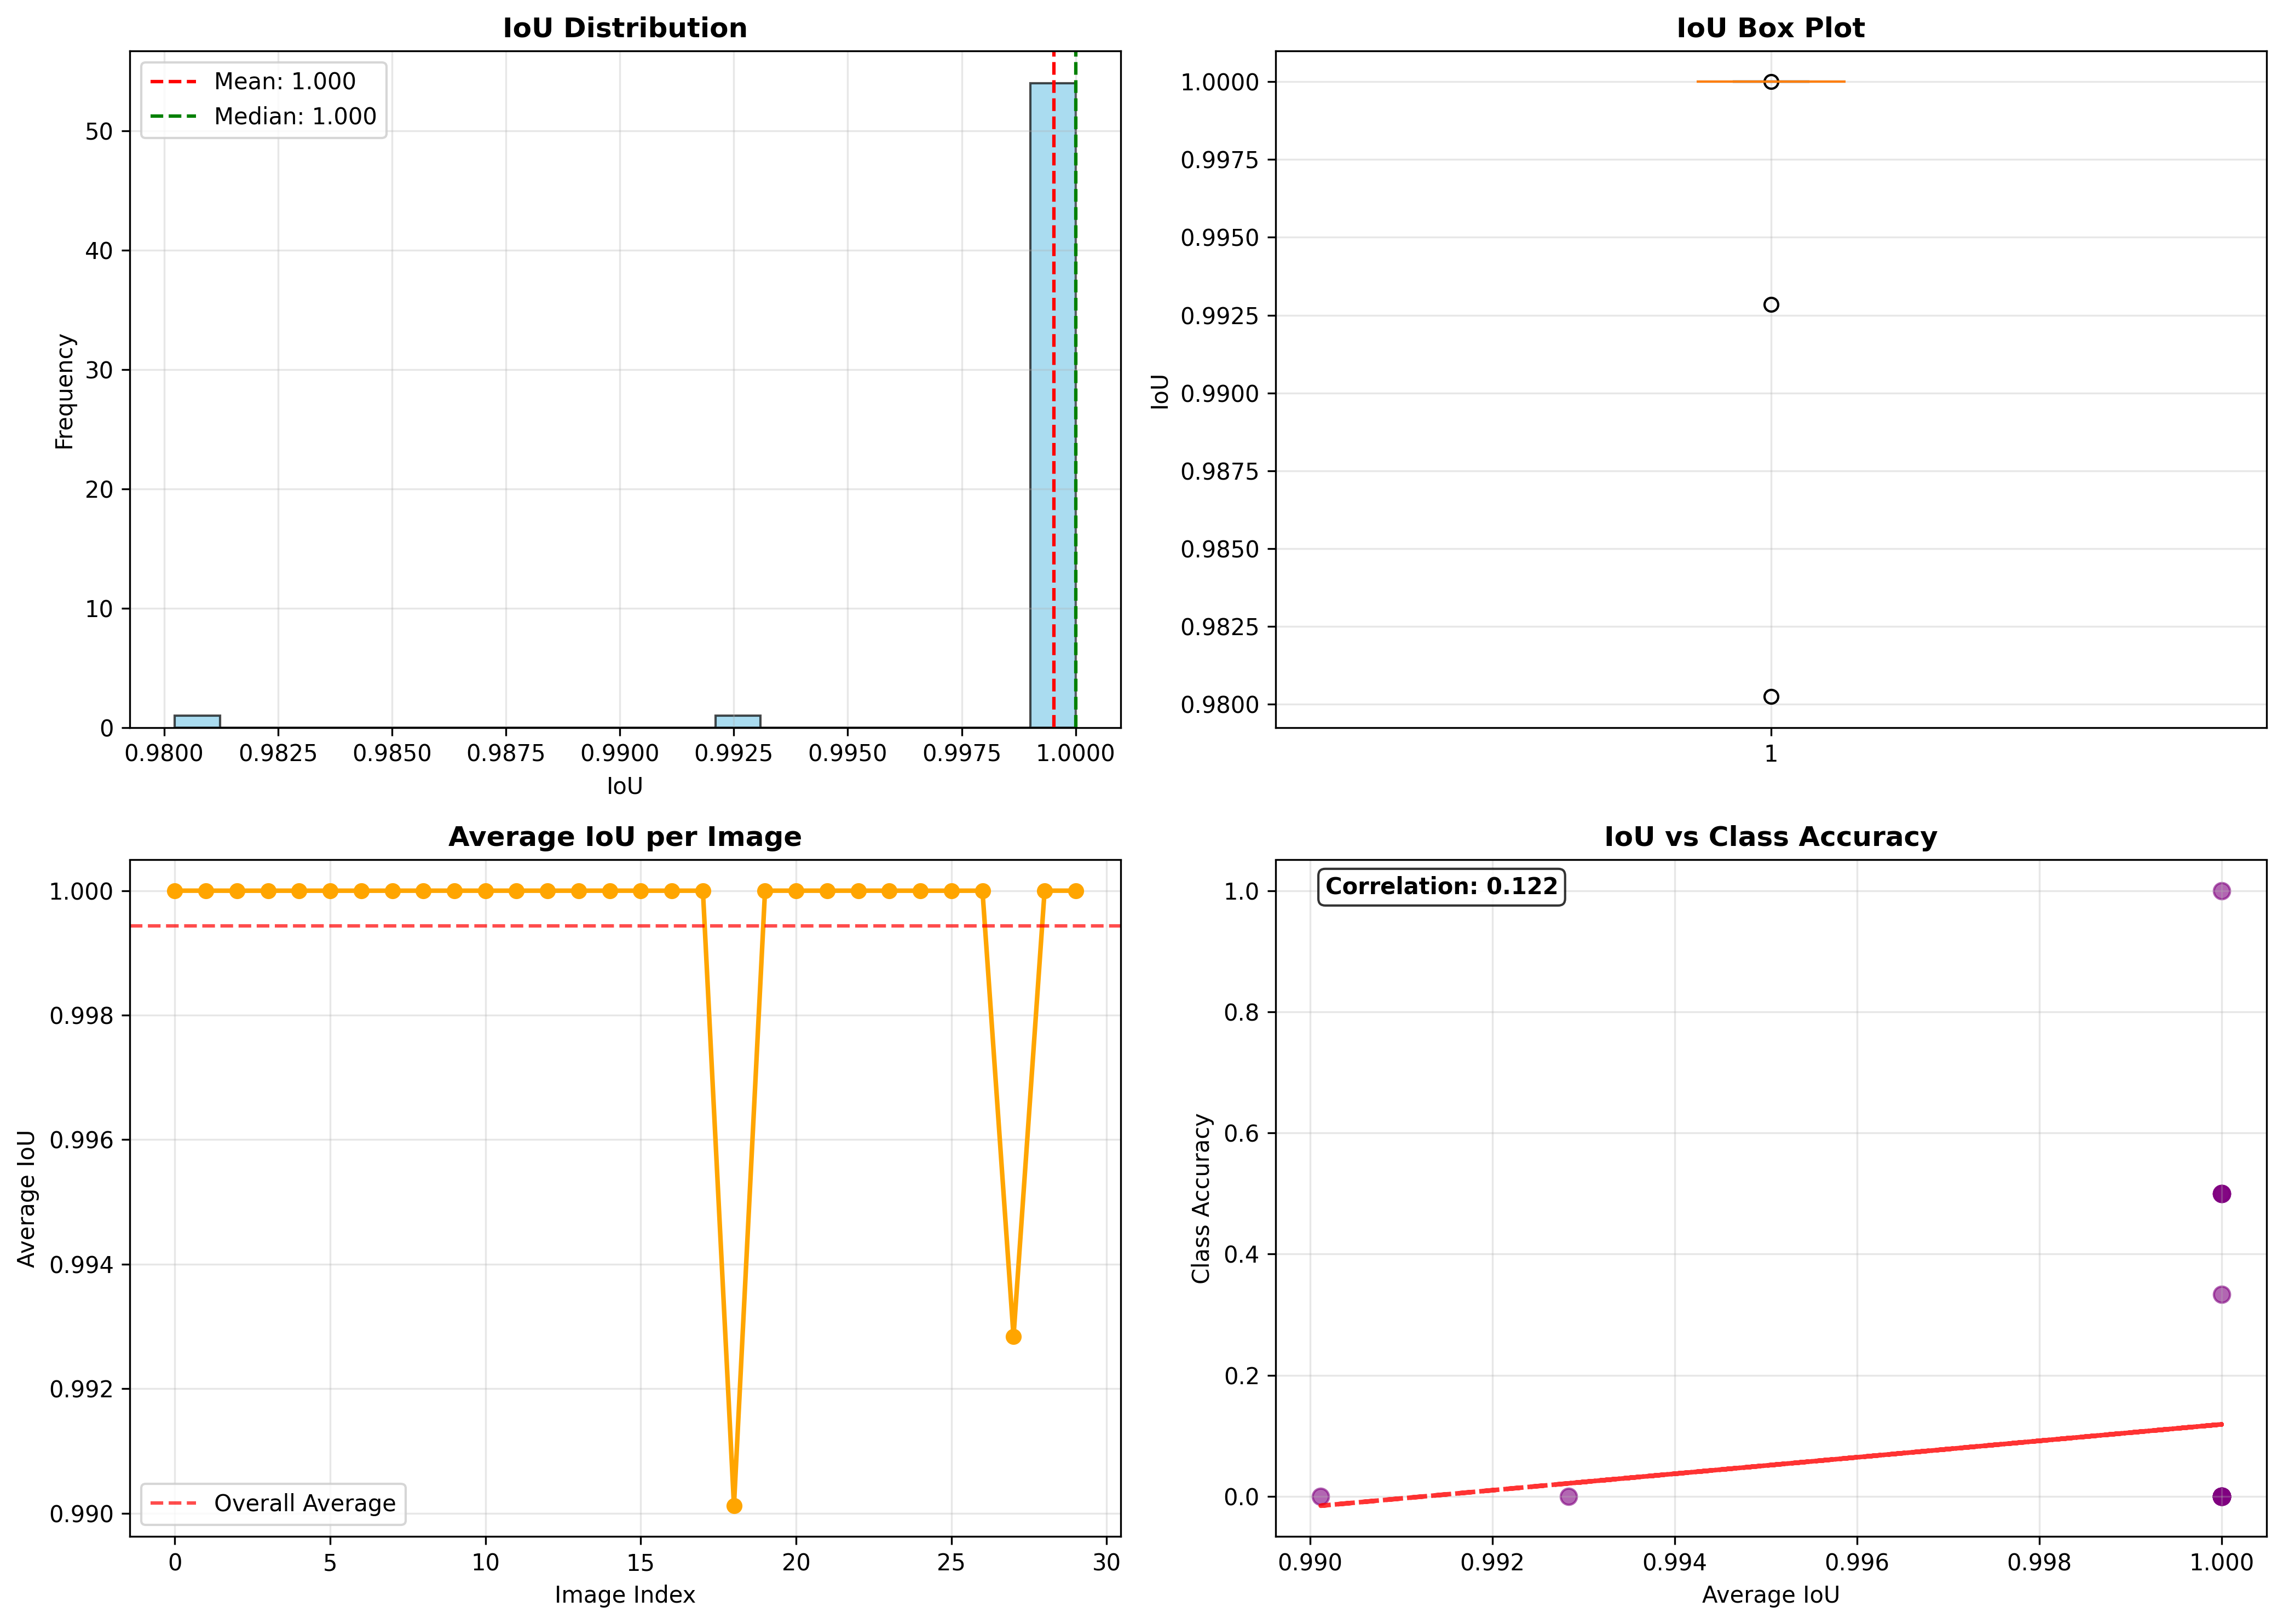 IoU Distribution
Mean: 1.000
Median: 1.000
Frequency
50
40
30
20
10
0
0.9800 0.9825 0.9850 0.9875 0.9900 0.9925 0.9950 0.9975 1.0000
IoU
IoU Box Plot
IoU
1.0000
0.9975
0.9950
0.9925
0.9900
0.9875
0.9850
0.9825
0.9800
1
Average IoU per Image
Average IoU
1.000
0.998
0.996
0.994
0.992
0.990
Overall Average
0 5 10 15 20 25 30
Image Index
IoU vs Class Accuracy
Correlation: 0.122
Class Accuracy
1.0
0.8
0.6
0.4
0.2
0.0
0.990 0.992 0.994 0.996 0.998 1.000
Average IoU